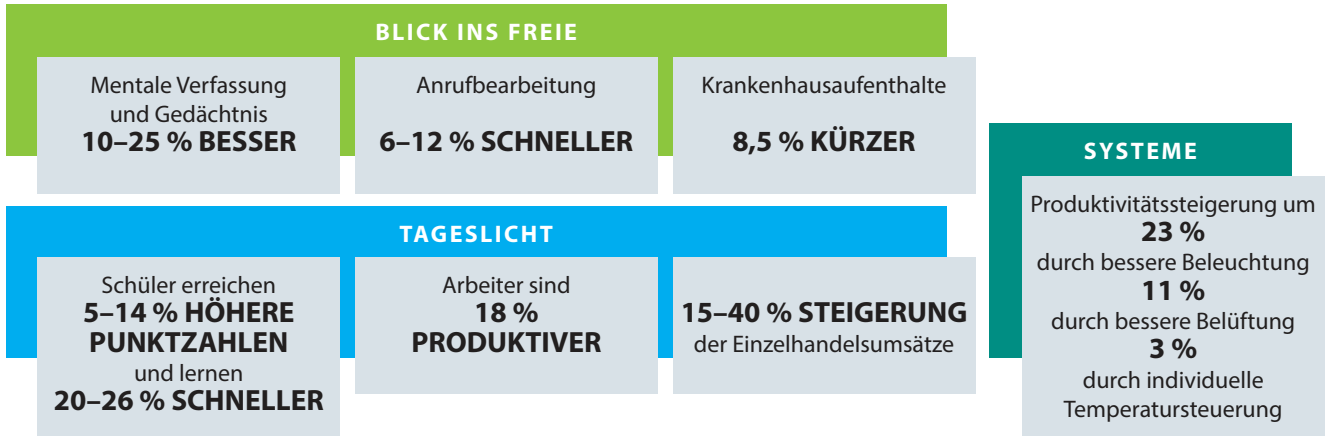 BLICK INS FREIE
Mentale Verfassung
und Gedächtnis
10–25 % BESSER
Anrufbearbeitung
6–12 % SCHNELLER
Krankenhausaufenthalte
8,5 % KÜRZER
TAGESLICHT
Schüler erreichen
5–14 % HÖHERE
PUNKTZAHLEN
und lernen
20–26 % SCHNELLER
Arbeiter sind
18 %
PRODUKTIVER
15–40 % STEIGERUNG
der Einzelhandelsumsätze
SYSTEME
Produktivitätssteigerung um
23 %
durch bessere Beleuchtung
11 %
durch bessere Belüftung
3 %
durch individuelle
Temperatursteuerung